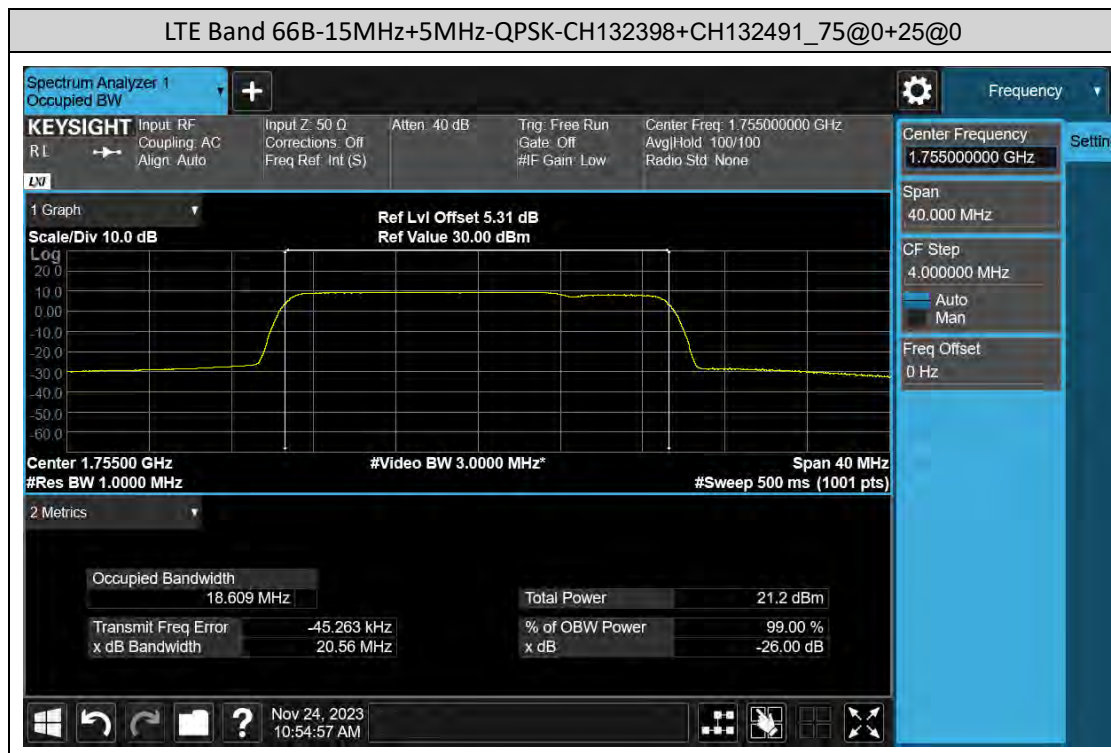 LTE Band 66B-15MHz+5MHz-QPSK-CH132398+CH132491_75@0+25@0
Spectrum Analyzer 1
Occupied BW
Frequency
KEYSIGHT
Input: RF
Input Z: 50 Ω
Atten: 40 dB
Trig: Free Run
Center Freq: 1.755000000 GHz
R L
Coupling: AC
Corrections: Off
Gate: Off
Avg|Hold: 100/100
Align: Auto
Freq Ref: Int (S)
#IF Gain: Low
Radio Std: None
LXI
Center Frequency
1.755000000 GHz
Settin
Span
40.000 MHz
CF Step
4.000000 MHz
Auto
Man
Freq Offset
0 Hz
1 Graph
Ref Lvl Offset 5.31 dB
Scale/Div 10.0 dB
Ref Value 30.00 dBm
Log
20.0
10.0
0.00
-10.0
-20.0
-30.0
-40.0
-50.0
-60.0
Center 1.75500 GHz
#Video BW 3.0000 MHz*
Span 40 MHz
#Res BW 1.0000 MHz
#Sweep 500 ms (1001 pts)
2 Metrics
Occupied Bandwidth
18.609 MHz
Total Power
21.2 dBm
Transmit Freq Error
-45.263 kHz
% of OBW Power
99.00 %
x dB Bandwidth
20.56 MHz
x dB
-26.00 dB
?
Nov 24, 2023
10:54:57 AM